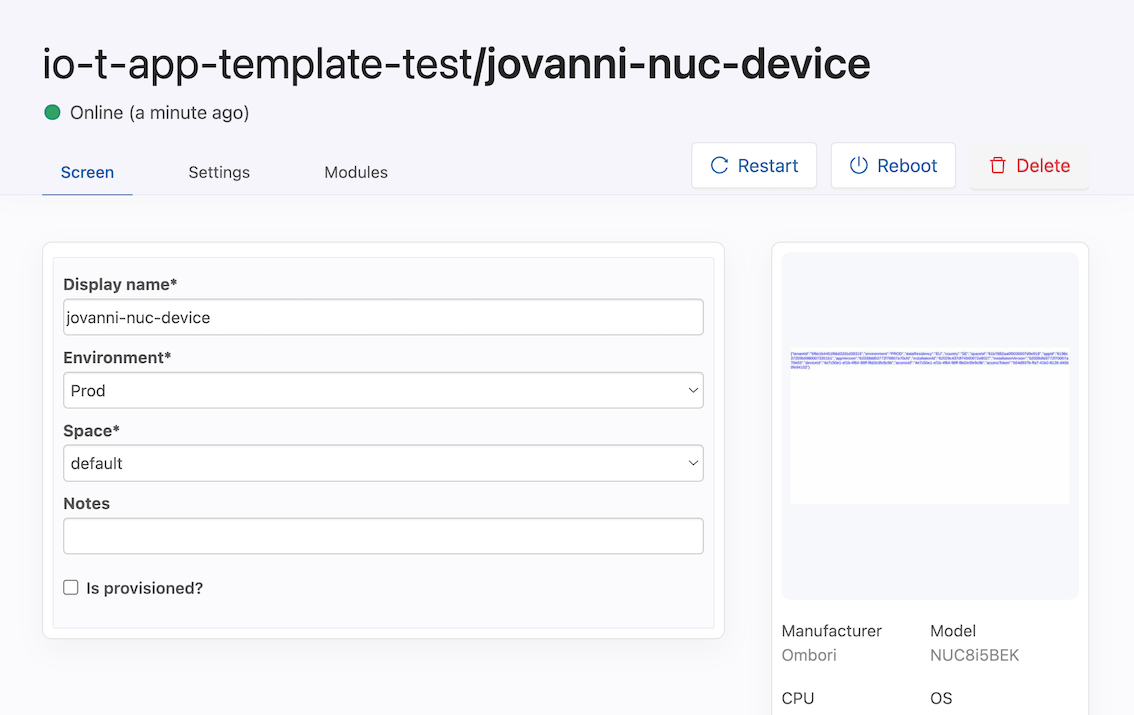 io-t-app-template-test/jovanni-nuc-device
Online (a minute ago)
Screen
Settings
Modules
Restart
Reboot
Delete
Display name*
jovanni-nuc-device
Environment*
Prod
Space*
default
Notes
Is provisioned?
Manufacturer
Model
Ombori
NUC8i5BEK
CPU
OS